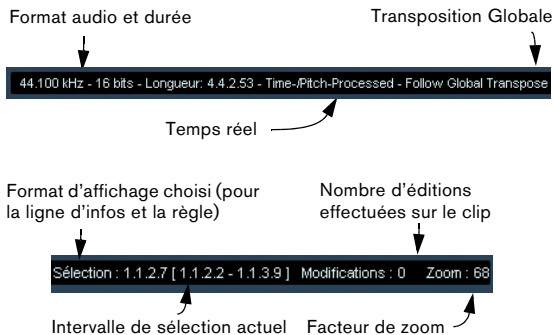 Format audio et durée
Transposition Globale
44.100 kHz - 16 bits - Longueur: 4.4.2.53 - Time-/Pitch-Processed - Follow Global Transpose
Temps réel
Format d'affichage choisi (pour
la ligne d'infos et la règle)
Nombre d'éditions
effectuées sur le clip
Sélection : 1.1.2.7 [ 1.1.2.2 - 1.1.3.9 ] Modifications : 0 Zoom : 68
Intervalle de sélection actuel
Facteur de zoom